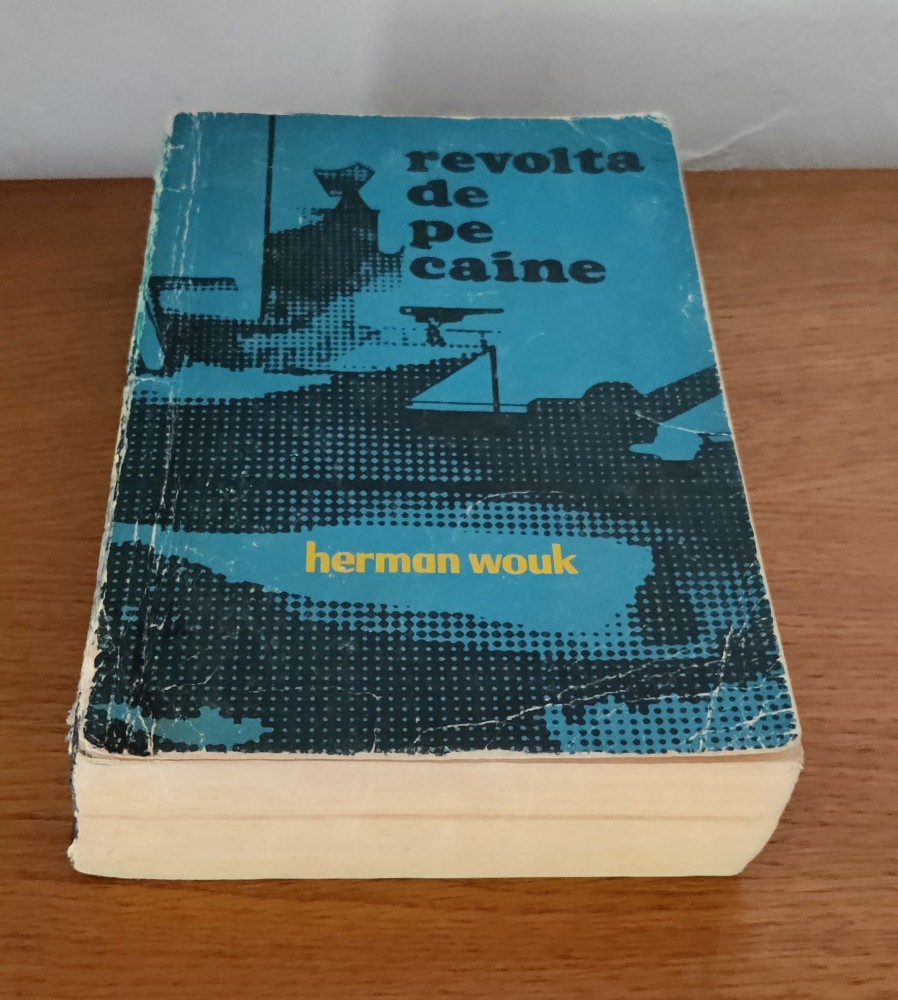 revolta
de
pe
caine
herman wouk